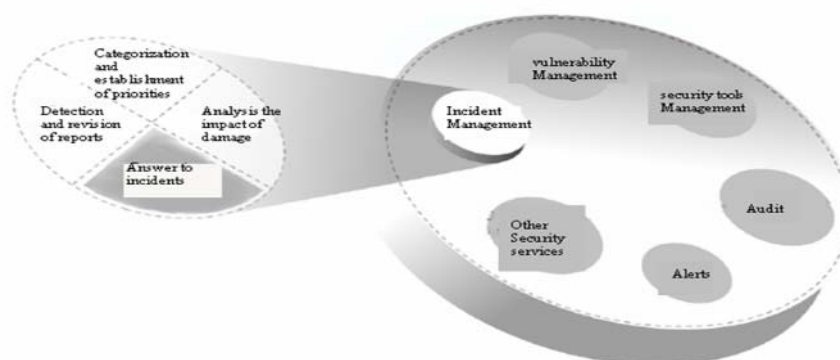 Categorization
and
establishment
of priorities
Detection
and revision
of reports
Analysis the
impact of
damage
Answer to
incidents
Incident
Management
vulnerability
Management
security tools
Management
Audit
Other
Security
services
Alerts